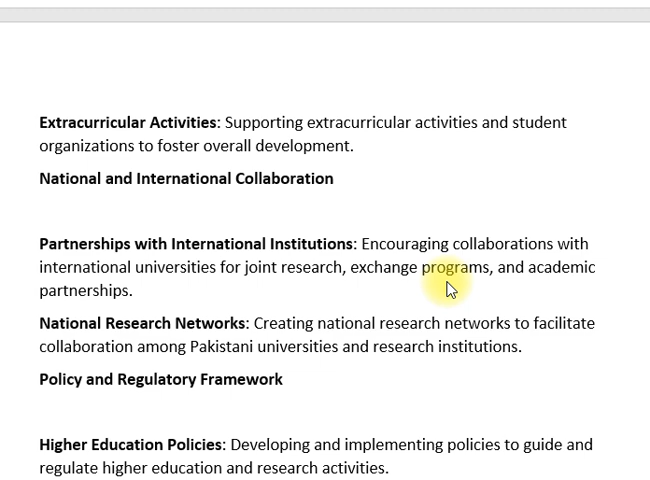 Extracurricular Activities: Supporting extracurricular activities and student
organizations to foster overall development.
National and International Collaboration
Partnerships with International Institutions: Encouraging collaborations with
international universities for joint research, exchange programs, and academic
partnerships.
National Research Networks: Creating national research networks to facilitate
collaboration among Pakistani universities and research institutions.
Policy and Regulatory Framework
Higher Education Policies: Developing and implementing policies to guide and
regulate higher education and research activities.